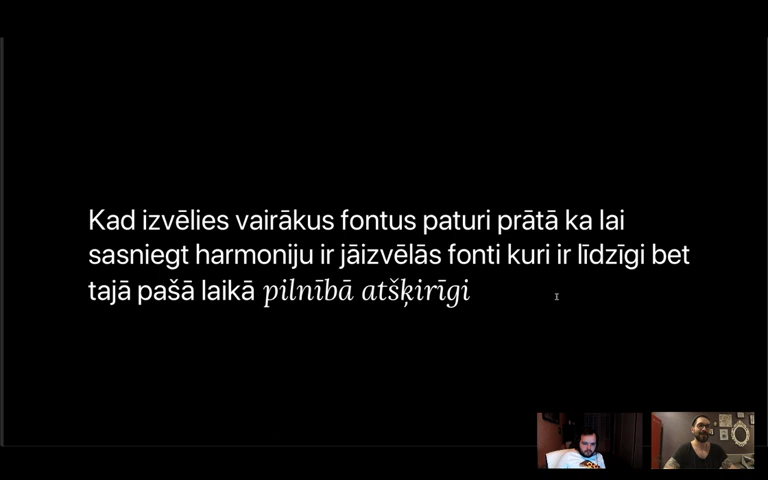 Kad izvēlies vairākus fontus paturi prātā ka lai
sasniegt harmoniju ir jāizvēlās fonti kuri ir līdzīgi bet
tajā pašā laikā pilnībā atšķirīgi